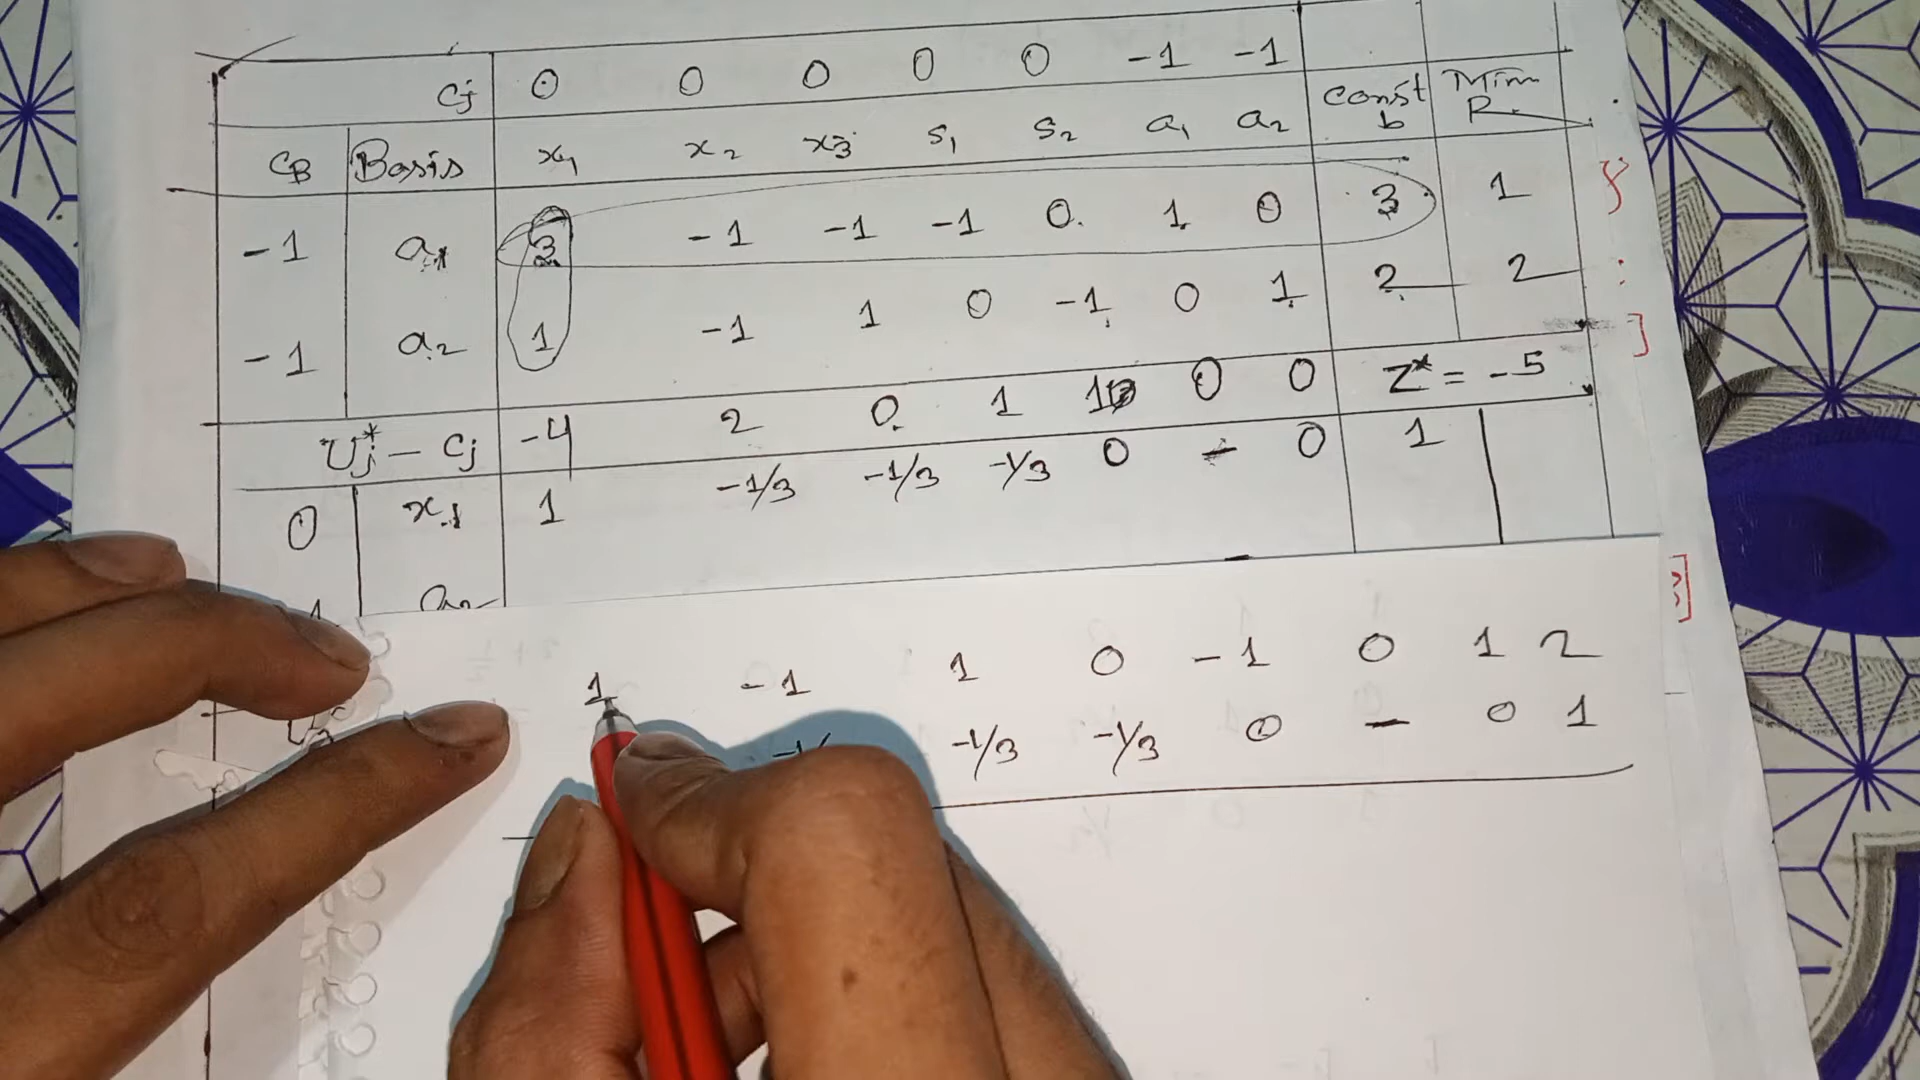 Cj 0 0 0 0 0 -1 -1
CB Basis x1 x2 x3 s1 s2 a1 a2 const b Min R.
-1 a1 3 -1 -1 -1 0 1 0 3 1
-1 a2 1 -1 1 0 -1 0 1 2 2
Uj* - Cj -4 2 0 1 1 0 0 Z* = -5
0 x1 1 -1/3 -1/3 -1/3 0 - 0 1
a2
1 -1 1 0 -1 0 1 2
-1/3 -1/3 0 - 0 1